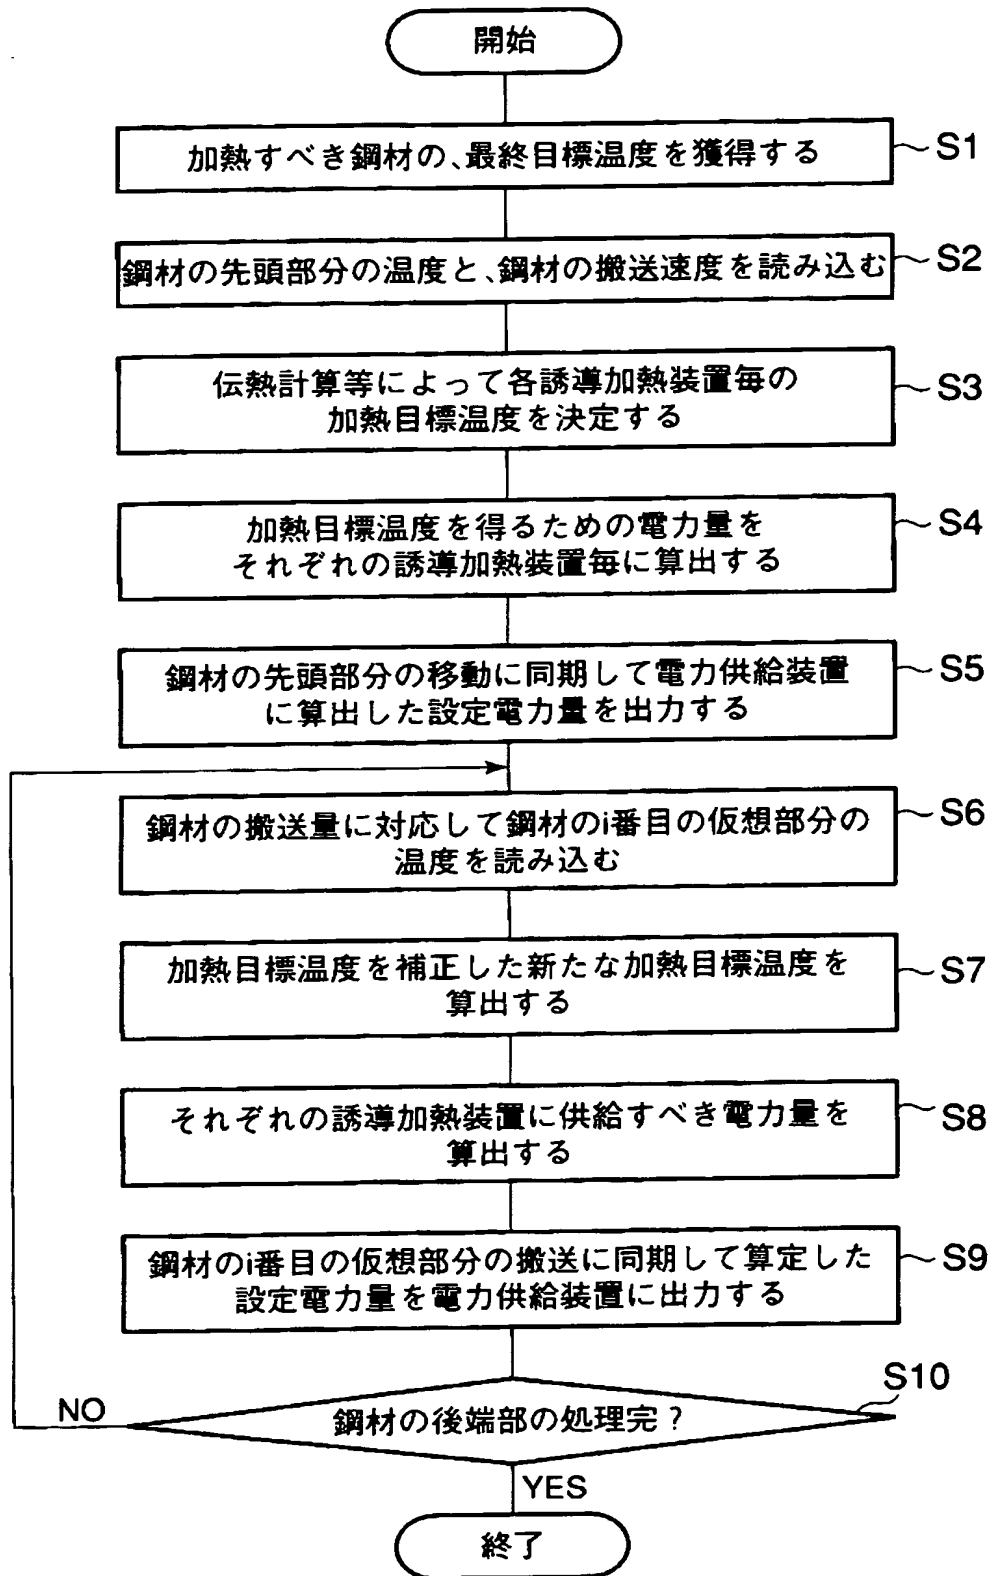 開始
加熱すべき鋼材の、最終目標温度を獲得する
S1
鋼材の先頭部分の温度と、鋼材の搬送速度を読み込む
S2
伝熱計算等によって各誘導加熱装置毎の
加熱目標温度を決定する
S3
加熱目標温度を得るための電力量を
それぞれの誘導加熱装置毎に算出する
S4
鋼材の先頭部分の移動に同期して電力供給装置
に算出した設定電力量を出力する
S5
鋼材の搬送量に対応して鋼材のi番目の仮想部分の
温度を読み込む
S6
加熱目標温度を補正した新たな加熱目標温度を
算出する
S7
それぞれの誘導加熱装置に供給すべき電力量を
算出する
S8
鋼材のi番目の仮想部分の搬送に同期して算定した
設定電力量を電力供給装置に出力する
S9
S10
NO
鋼材の後端部の処理完?
YES
終了